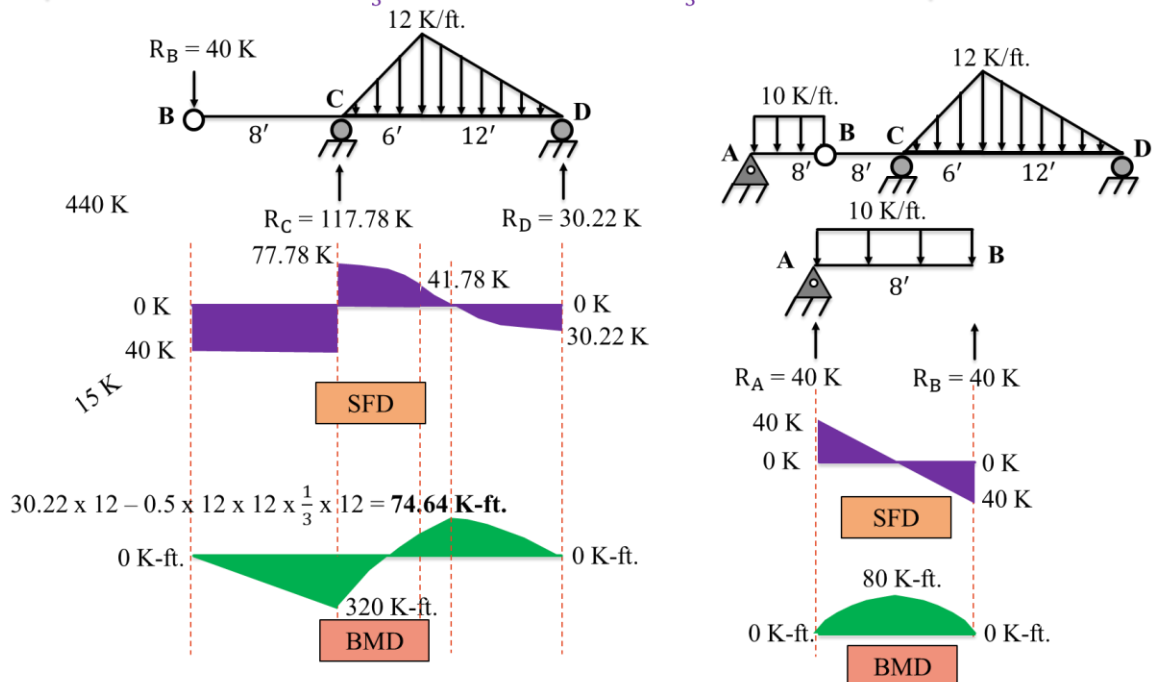 s s
12 K/ft.
R_B = 40 K
B
C
D
8′
6′
12′
440 K
R_C = 117.78 K
R_D = 30.22 K
77.78 K
41.78 K
0 K
0 K
40 K
30.22 K
15 K
SFD
30.22 x 12 – 0.5 x 12 x 12 x 1/3 x 12 = 74.64 K-ft.
0 K-ft.
0 K-ft.
320 K-ft.
BMD
12 K/ft.
10 K/ft.
A
B
C
D
8′
8′
6′
12′
10 K/ft.
A
B
8′
R_A = 40 K
R_B = 40 K
40 K
0 K
0 K
40 K
SFD
80 K-ft.
0 K-ft.
0 K-ft.
BMD